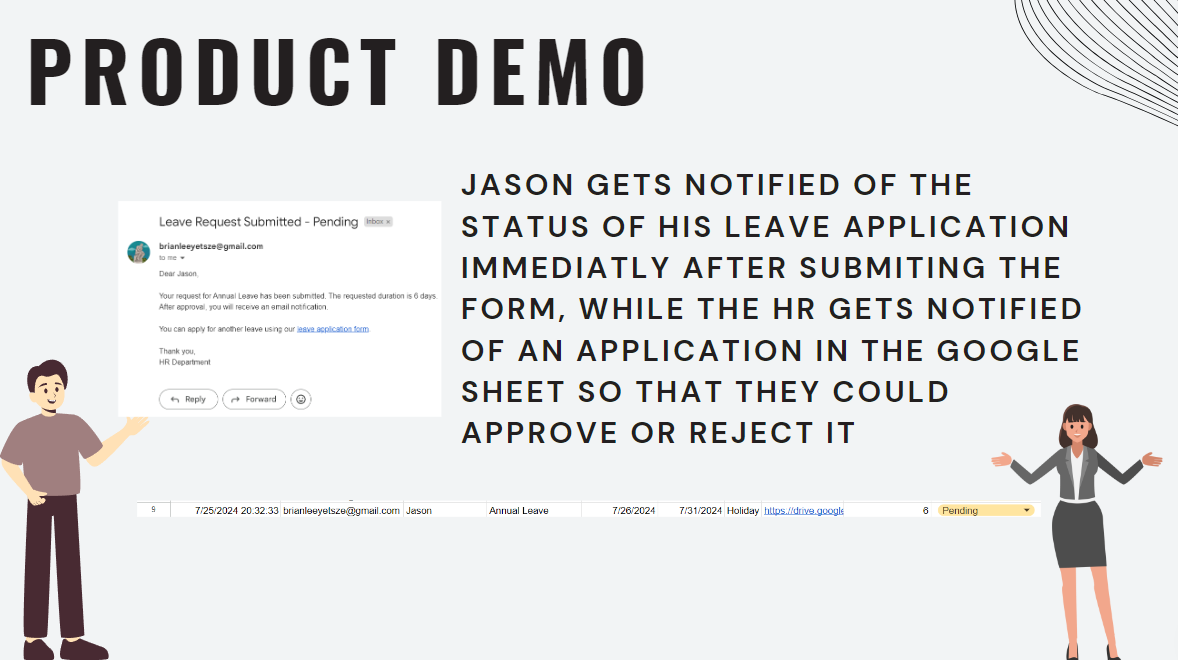 PRODUCT DEMO
JASON GETS NOTIFIED OF THE
STATUS OF HIS LEAVE APPLICATION
IMMEDIATLY AFTER SUBMITING THE
FORM, WHILE THE HR GETS NOTIFIED
OF AN APPLICATION IN THE GOOGLE
SHEET SO THAT THEY COULD
APPROVE OR REJECT IT
Leave Request Submitted - Pending Inbox ×
brianleeyetsze@gmail.com
to me
Dear Jason,
Your request for Annual Leave has been submitted. The requested duration is 6 days.
After approval, you will receive an email notification.
You can apply for another leave using our leave application form.
Thank you,
HR Department
Reply Forward
9 7/25/2024 20:32:33 brianleeyetsze@gmail.com Jason Annual Leave 7/26/2024 7/31/2024 Holiday https://drive.google 6 Pending